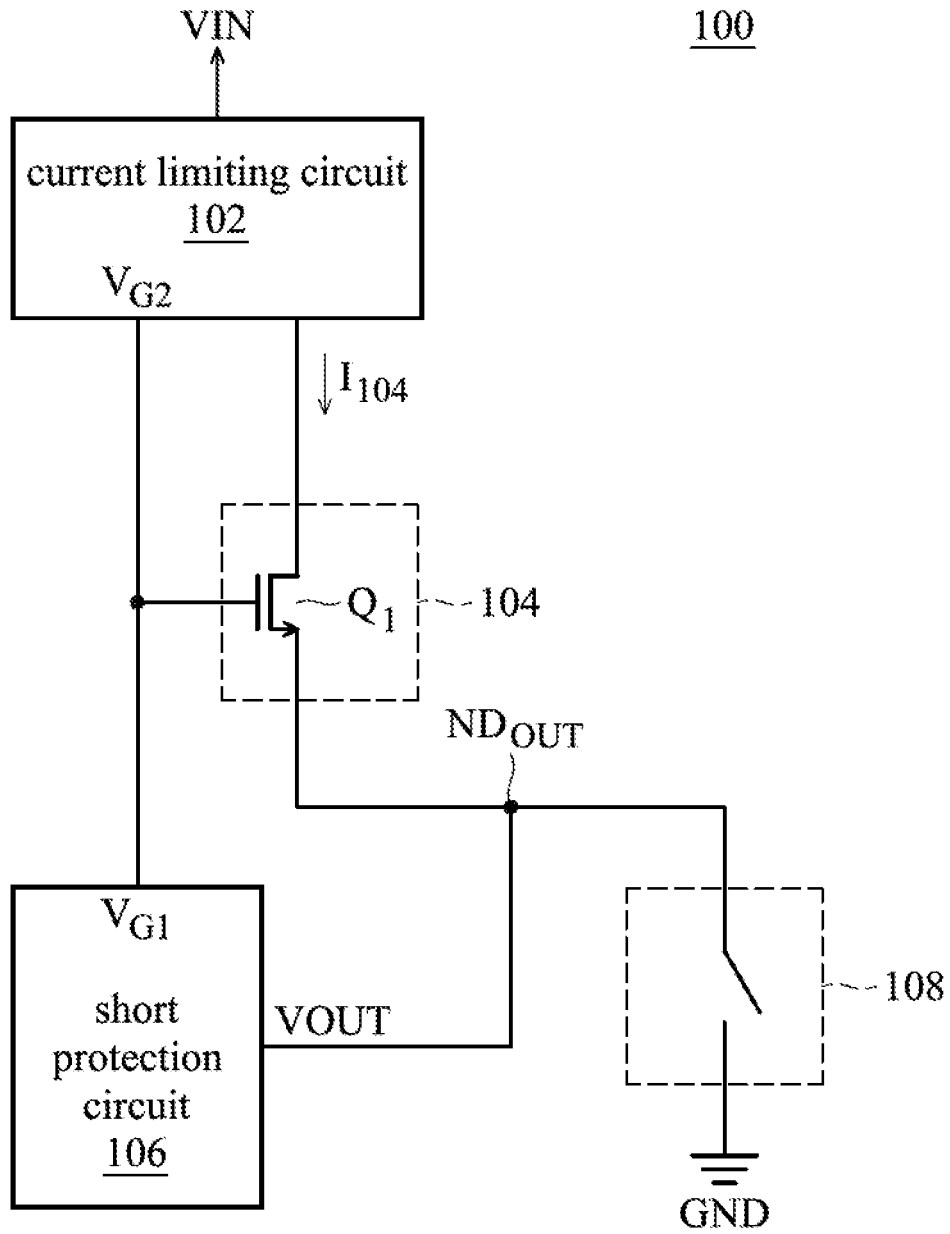 VIN
100
current limiting circuit
102
VG2
I104
Q1
104
NDOUT
VG1
short
protection
circuit
106
VOUT
108
GND